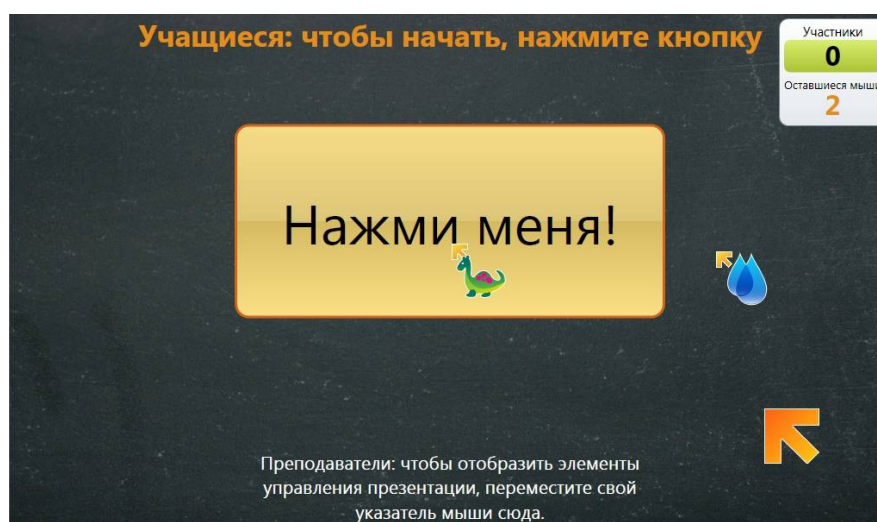 Учащиеся: чтобы начать, нажмите кнопку
Участники
0
Оставшиеся мыши
2
Нажми меня!
Преподаватели: чтобы отобразить элементы
управления презентации, переместите свой
указатель мыши сюда.